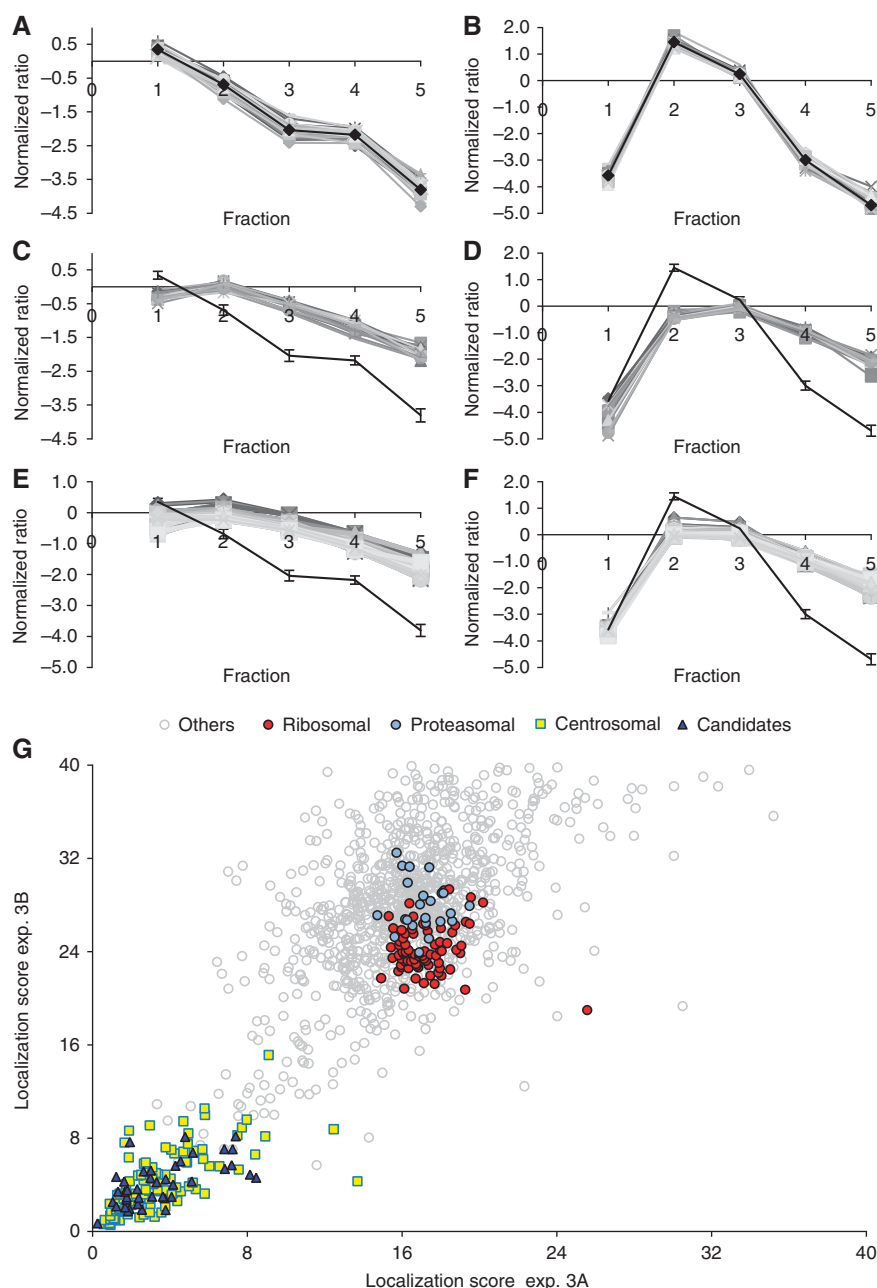 A
Normalized ratio
0.5
−0.5
−1.5
−2.5
−3.5
−4.5
0 1 2 3 4 5
Fraction
B
Normalized ratio
2.0
1.0
0
−1.0
−2.0
−3.0
−4.0
−5.0
0 1 2 3 4 5
Fraction
C
Normalized ratio
0.5
−0.5
−1.5
−2.5
−3.5
−4.5
0 1 2 3 4 5
Fraction
D
Normalized ratio
2.0
1.0
0
−1.0
−2.0
−3.0
−4.0
−5.0
0 1 2 3 4 5
Fraction
E
Normalized ratio
1.0
0
−1.0
−2.0
−3.0
−4.0
−5.0
0 1 2 3 4 5
Fraction
F
Normalized ratio
2.0
1.0
0
−1.0
−2.0
−3.0
−4.0
−5.0
0 1 2 3 4 5
Fraction
Others Ribosomal Proteasomal Centrosomal Candidates
G
Localization score exp. 3B
40
32
24
16
8
0
0 8 16 24 32 40
Localization score exp. 3A